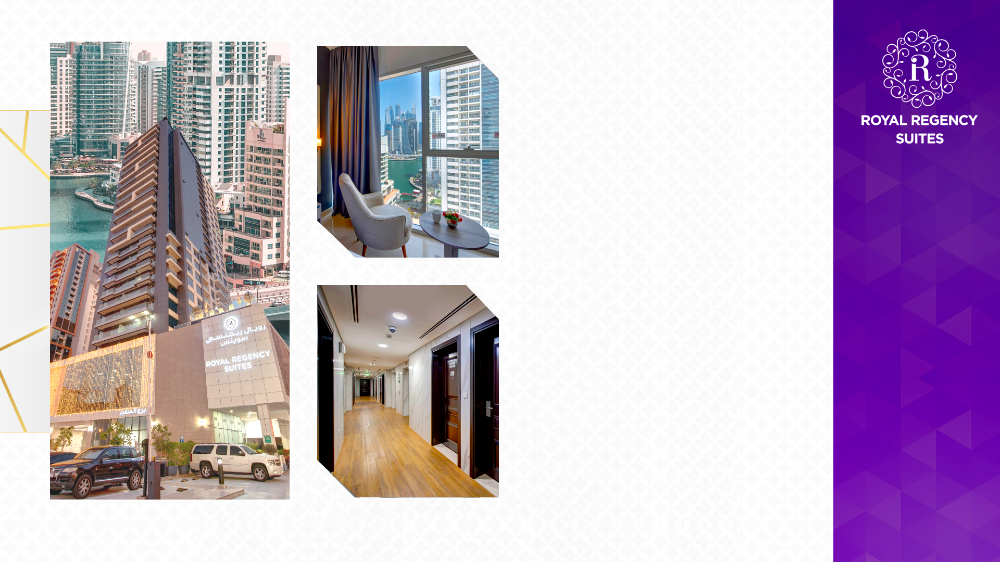 رويال ريجنسي
سويتس
ROYAL REGENCY
SUITES
برج السفير
R
ROYAL REGENCY
SUITES